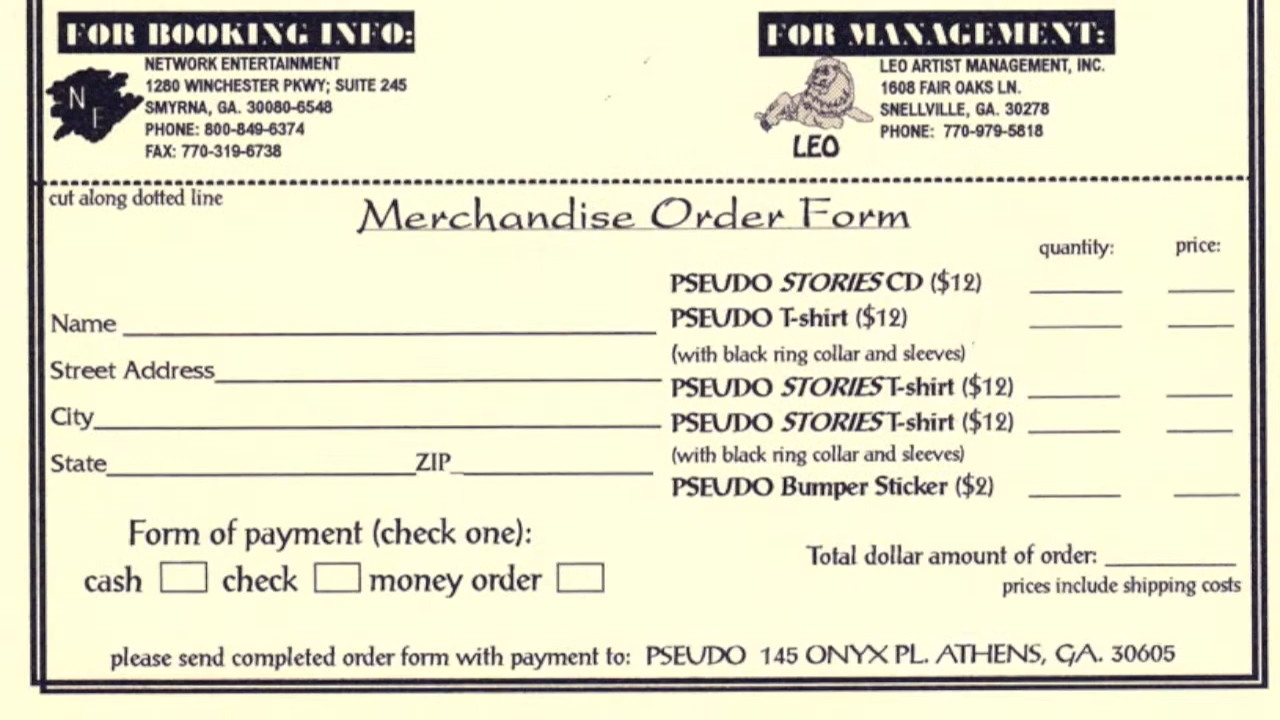 FOR BOOKING INFO:
NETWORK ENTERTAINMENT
1280 WINCHESTER PKWY; SUITE 245
SMYRNA, GA. 30080-6548
PHONE: 800-849-6374
FAX: 770-319-6738
N
E
FOR MANAGEMENT:
LEO ARTIST MANAGEMENT, INC.
1608 FAIR OAKS LN.
SNELLVILLE, GA. 30278
PHONE: 770-979-5818
LEO
cut along dotted line
Merchandise Order Form
quantity: price:
Name
Street Address
City
State ZIP
PSEUDO STORIES CD ($12)
PSEUDO T-shirt ($12)
(with black ring collar and sleeves)
PSEUDO STORIES T-shirt ($12)
PSEUDO STORIES T-shirt ($12)
(with black ring collar and sleeves)
PSEUDO Bumper Sticker ($2)
Form of payment (check one):
cash check money order
Total dollar amount of order:
prices include shipping costs
please send completed order form with payment to: PSEUDO 145 ONYX PL. ATHENS, GA. 30605